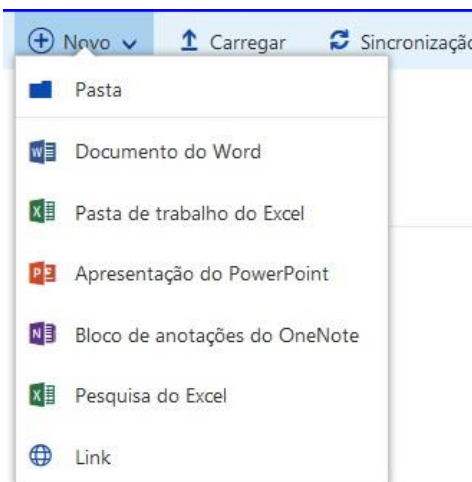 Novo Carregar Sincronização
Pasta
Documento do Word
Pasta de trabalho do Excel
Apresentação do PowerPoint
Bloco de anotações do OneNote
Pesquisa do Excel
Link